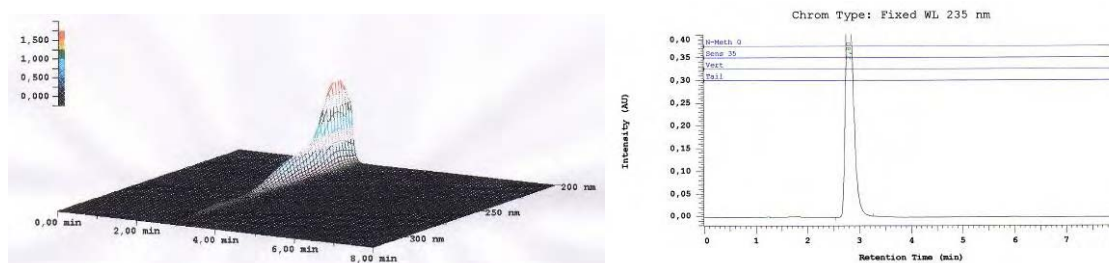 1,500
1,000
0,500
0,000
0,00 min
2,00 min
4,00 min
6,00 min
8,00 min
300 nm
250 nm
200 nm
Chrom Type: Fixed WL 235 nm
Intensity (AU)
0,40
0,35
0,30
0,25
0,20
0,15
0,10
0,05
0,00
N-Meth 0
Sens 35
Vert
Tail
0 1 2 3 4 5 6 7
Retention Time (min)